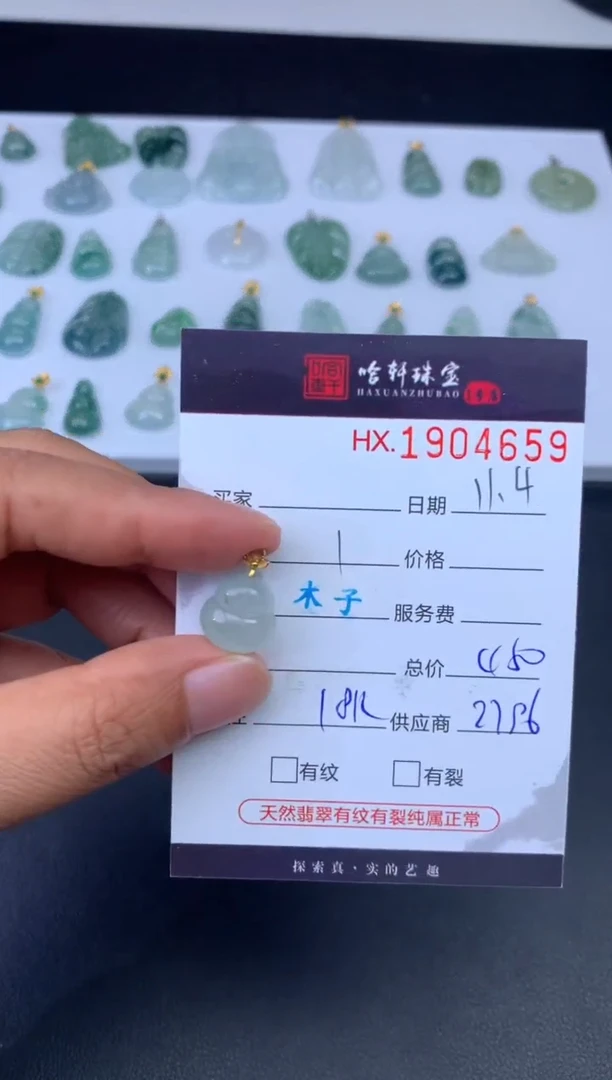 哈轩珠宝
HAXUANZHUBAO
HX.1904659
买家 日期 11.4
1 价格
木子 服务费
总价 450
18K 供应商 2756
有纹 有裂
天然翡翠有纹有裂纯属正常
探索真·实的艺趣